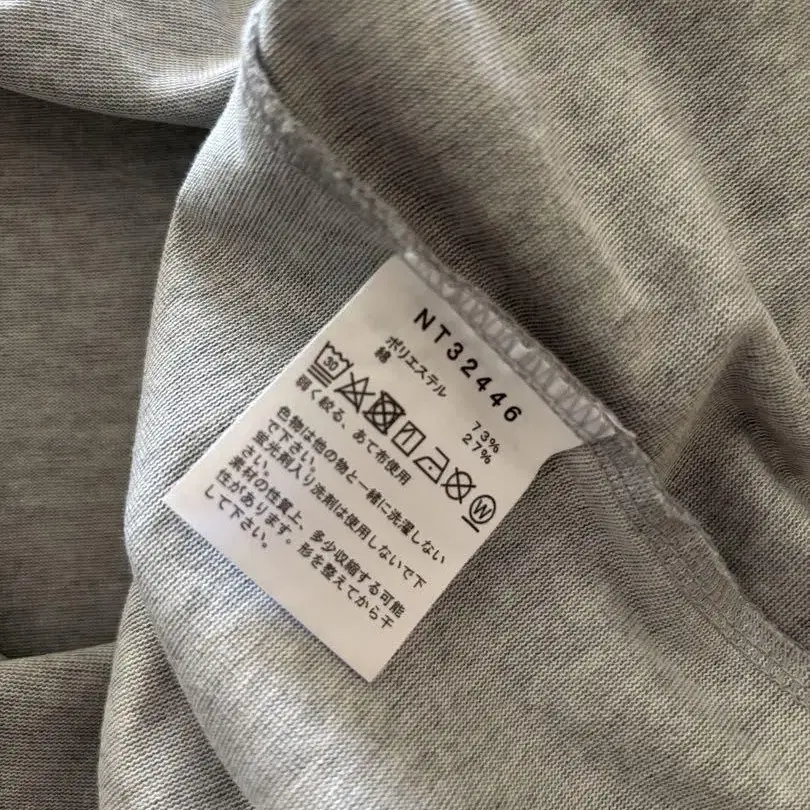 NT32446
ポリエステル 73%
綿 27%
30 W
弱く絞る、あて布使用
色物は他の物と一緒に洗濯しない
で下さい。
蛍光剤入り洗剤は使用しないで下
さい。
素材の性質上、多少収縮する可能
性があります。形を整えてから干
して下さい。